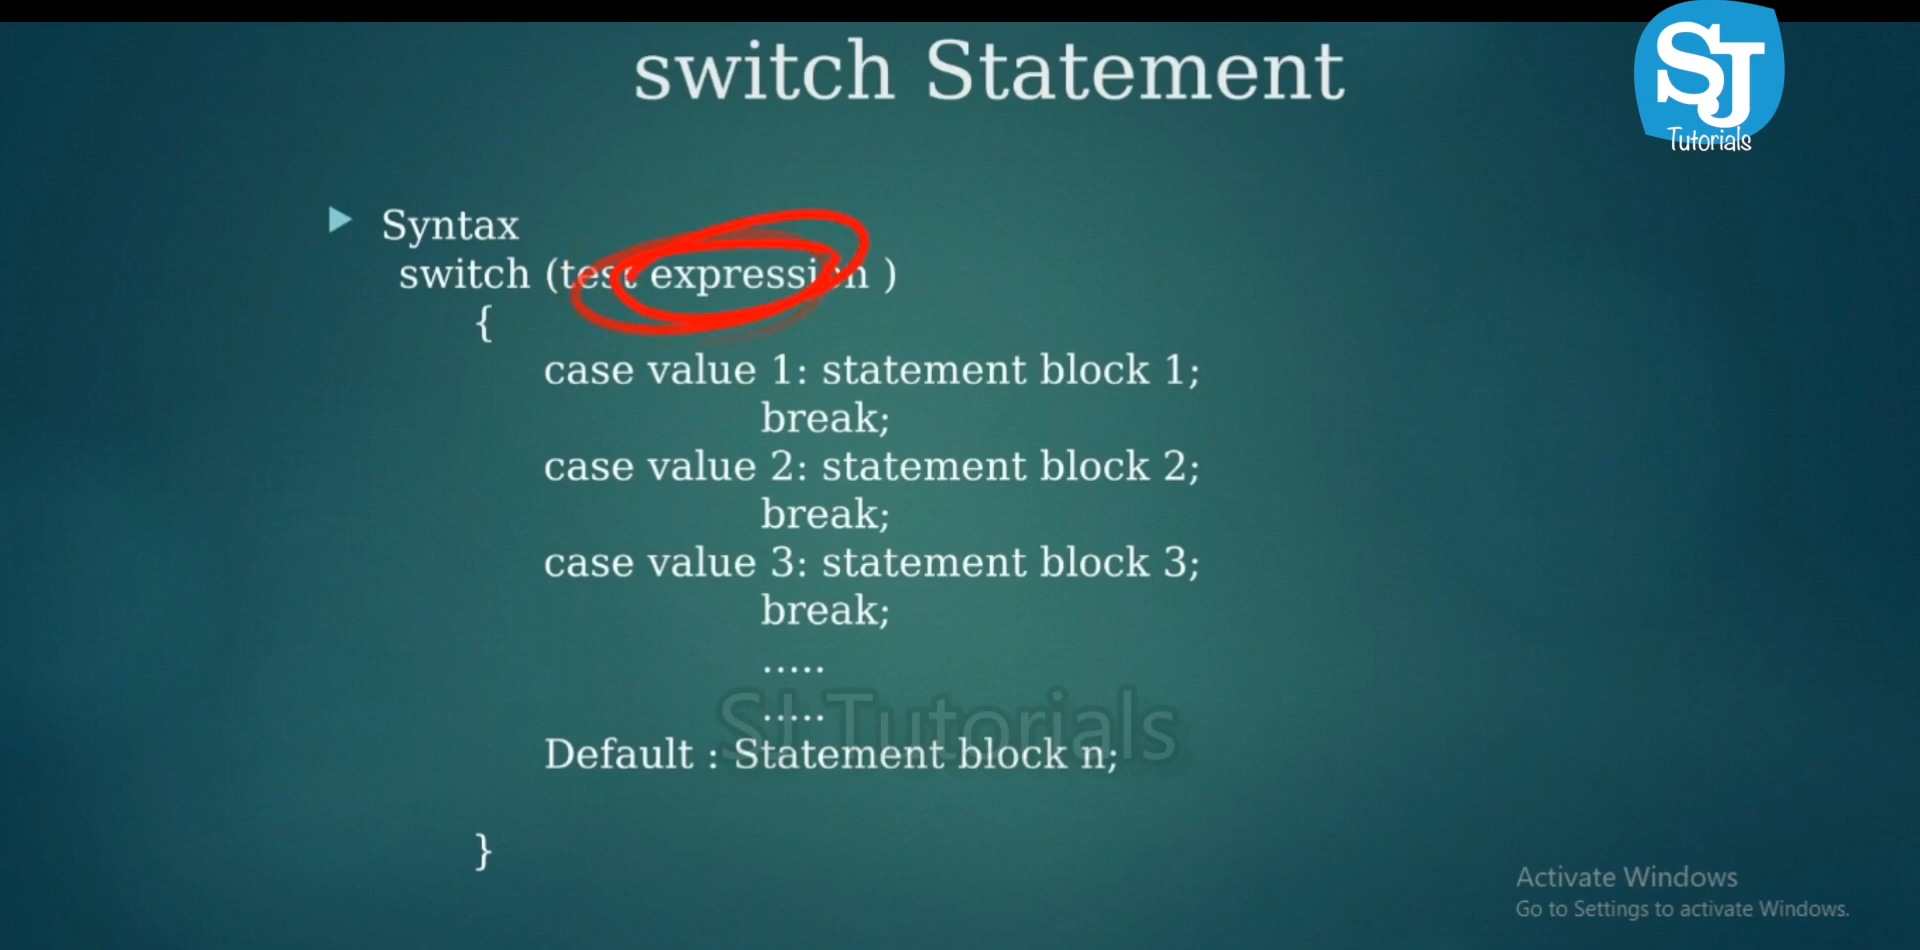 switch Statement
SJ
Tutorials
Syntax
switch (test expression )
{
case value 1: statement block 1;
break;
case value 2: statement block 2;
break;
case value 3: statement block 3;
break;
.....
.....
SJ Tutorials
Default : Statement block n;
}
Activate Windows
Go to Settings to activate Windows.